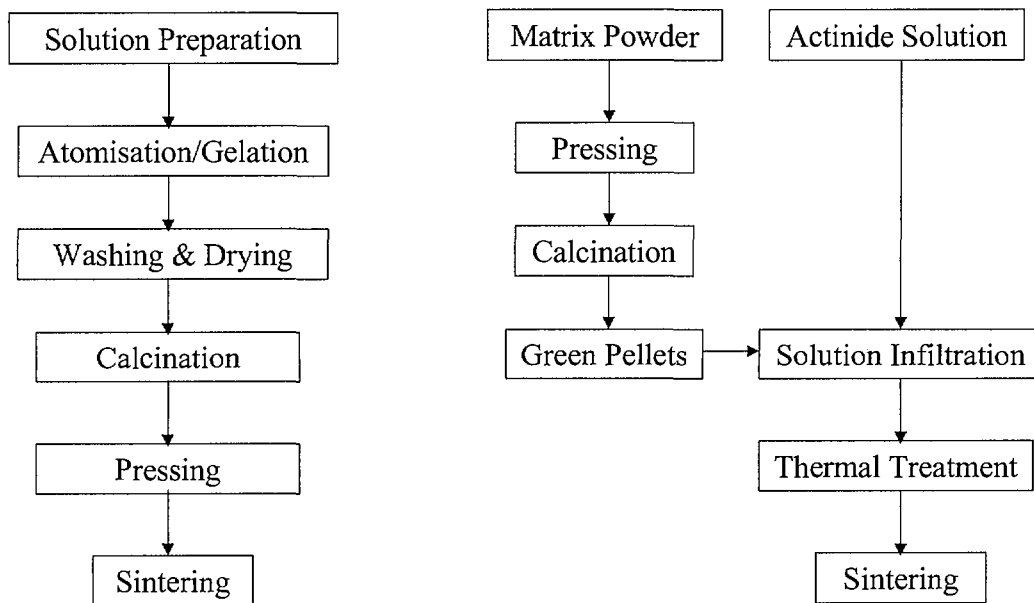 Solution Preparation
Atomisation/Gelation
Washing & Drying
Calcination
Pressing
Sintering
Matrix Powder
Pressing
Calcination
Green Pellets
Actinide Solution
Solution Infiltration
Thermal Treatment
Sintering